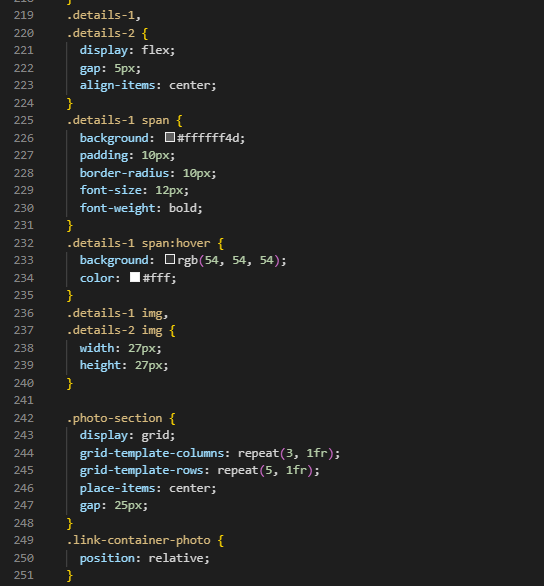 }
219 .details-1,
220 .details-2 {
221 display: flex;
222 gap: 5px;
223 align-items: center;
224 }
225 .details-1 span {
226 background: #ffffff4d;
227 padding: 10px;
228 border-radius: 10px;
229 font-size: 12px;
230 font-weight: bold;
231 }
232 .details-1 span:hover {
233 background: rgb(54, 54, 54);
234 color: #fff;
235 }
236 .details-1 img,
237 .details-2 img {
238 width: 27px;
239 height: 27px;
240 }
241
242 .photo-section {
243 display: grid;
244 grid-template-columns: repeat(3, 1fr);
245 grid-template-rows: repeat(5, 1fr);
246 place-items: center;
247 gap: 25px;
248 }
249 .link-container-photo {
250 position: relative;
251 }